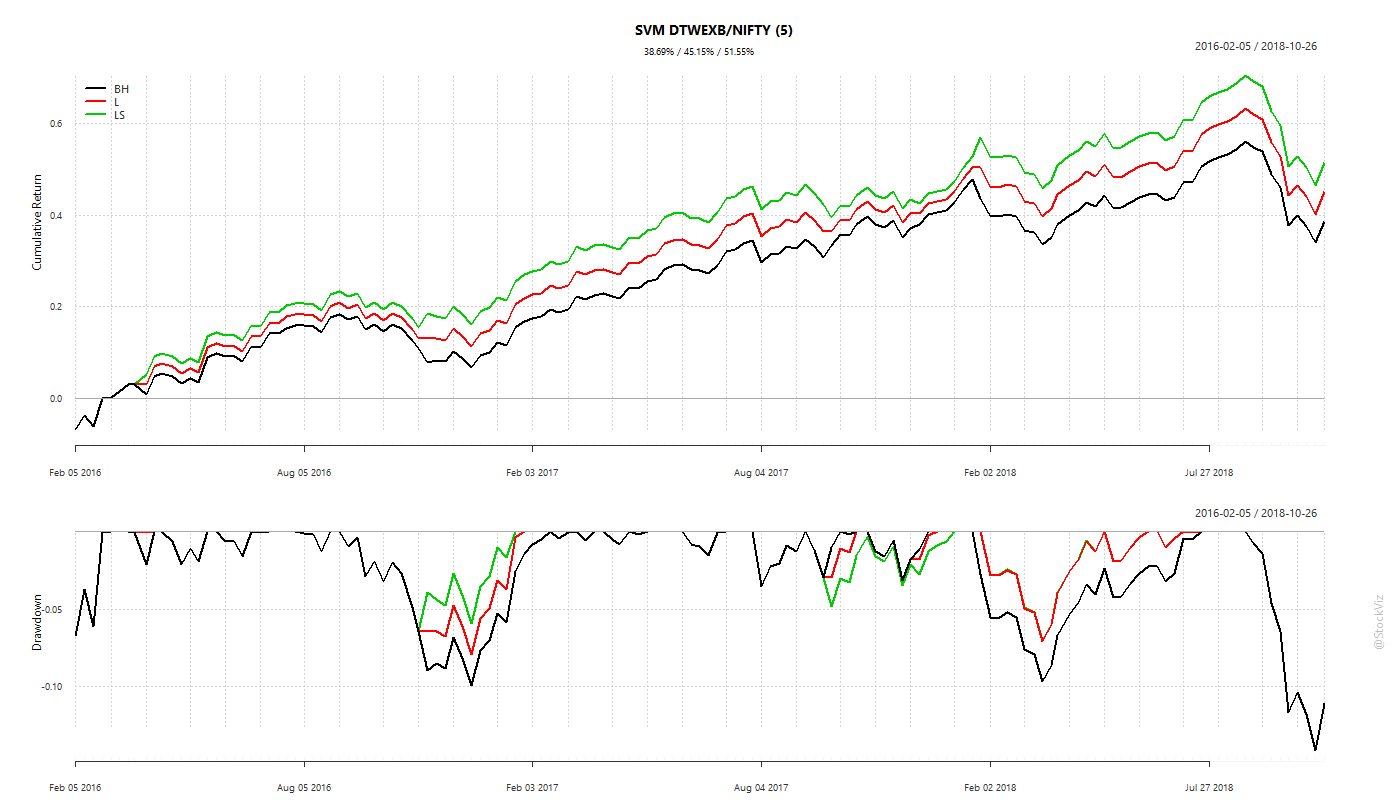 SVM DTWEXB/NIFTY (5)
38.69% / 45.15% / 51.55%
2016-02-05 / 2018-10-26
BH
L
LS
Cumulative Return
0.6
0.4
0.2
0.0
Feb 05 2016 Aug 05 2016 Feb 03 2017 Aug 04 2017 Feb 02 2018 Jul 27 2018
2016-02-05 / 2018-10-26
Drawdown
-0.05
-0.10
Feb 05 2016 Aug 05 2016 Feb 03 2017 Aug 04 2017 Feb 02 2018 Jul 27 2018
@StockViz